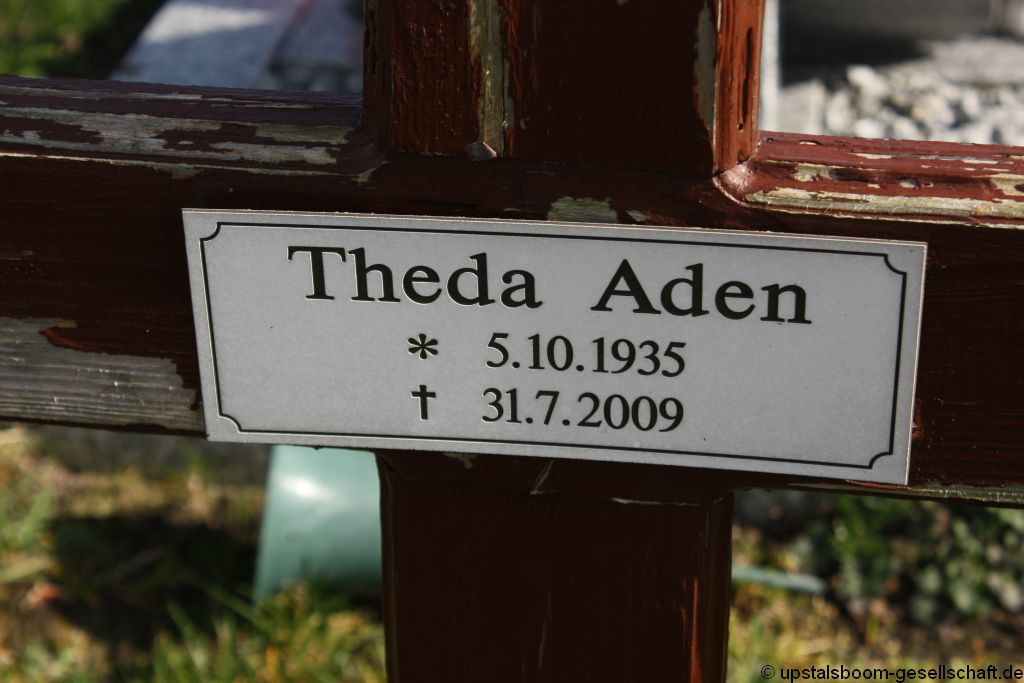 Theda Aden
* 5.10.1935
† 31.7.2009
© upstalsboom-gesellschaft.de